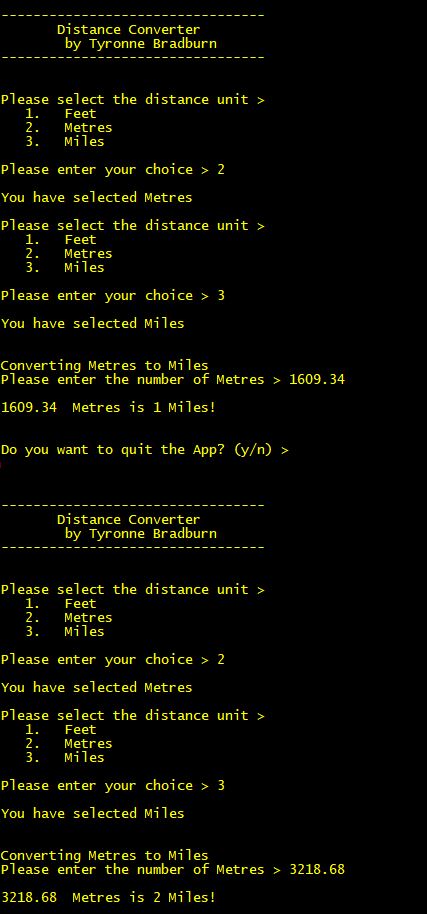 ---------------------------------
Distance Converter
by Tyronne Bradburn
---------------------------------
Please select the distance unit >
1. Feet
2. Metres
3. Miles
Please enter your choice > 2
You have selected Metres
Please select the distance unit >
1. Feet
2. Metres
3. Miles
Please enter your choice > 3
You have selected Miles
Converting Metres to Miles
Please enter the number of Metres > 1609.34
1609.34  Metres is 1 Miles!
Do you want to quit the App? (y/n) >
---------------------------------
Distance Converter
by Tyronne Bradburn
---------------------------------
Please select the distance unit >
1. Feet
2. Metres
3. Miles
Please enter your choice > 2
You have selected Metres
Please select the distance unit >
1. Feet
2. Metres
3. Miles
Please enter your choice > 3
You have selected Miles
Converting Metres to Miles
Please enter the number of Metres > 3218.68
3218.68  Metres is 2 Miles!